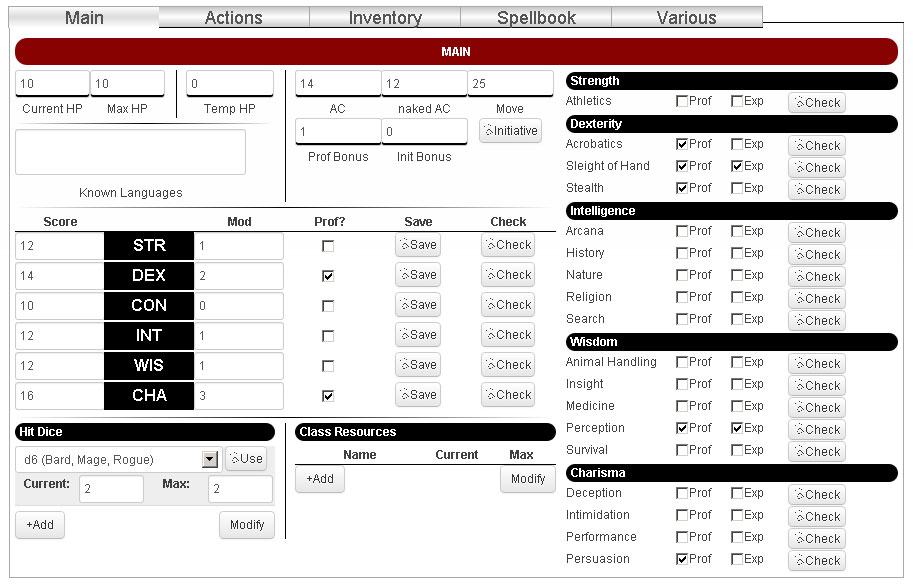 Main Actions Inventory Spellbook Various
MAIN
10 10 0
Current HP Max HP Temp HP
14 12 25
AC naked AC Move
1 0 Initiative
Prof Bonus Init Bonus
Known Languages
Score Mod Prof? Save Check
12 STR 1 Save Check
14 DEX 2 Save Check
10 CON 0 Save Check
12 INT 1 Save Check
12 WIS 1 Save Check
16 CHA 3 Save Check
Hit Dice
d6 (Bard, Mage, Rogue) Use
Current: 2 Max: 2
+Add Modify
Class Resources
Name Current Max
+Add Modify
Strength
Athletics Prof Exp Check
Dexterity
Acrobatics Prof Exp Check
Sleight of Hand Prof Exp Check
Stealth Prof Exp Check
Intelligence
Arcana Prof Exp Check
History Prof Exp Check
Nature Prof Exp Check
Religion Prof Exp Check
Search Prof Exp Check
Wisdom
Animal Handling Prof Exp Check
Insight Prof Exp Check
Medicine Prof Exp Check
Perception Prof Exp Check
Survival Prof Exp Check
Charisma
Deception Prof Exp Check
Intimidation Prof Exp Check
Performance Prof Exp Check
Persuasion Prof Exp Check